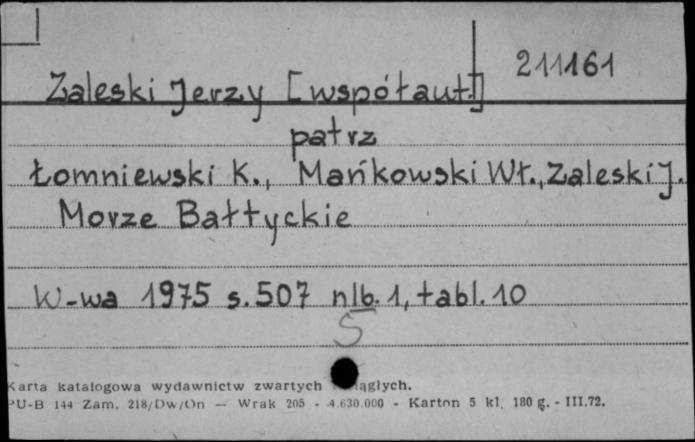 211161
Zaleski Jerzy [współaut.]
patrz
Łomniewski K., Mańkowski Wł., Zaleski J.
Morze Bałtyckie
W-wa 1975 s. 507 nlb. 1, tabl. 10
S
Karta katalogowa wydawnictw zwartych i ciągłych.
PU-B 144 Zam. 218/Dw/On — Wrak 205 - 4.630.000 - Karton 5 kl. 180 g. - III.72.